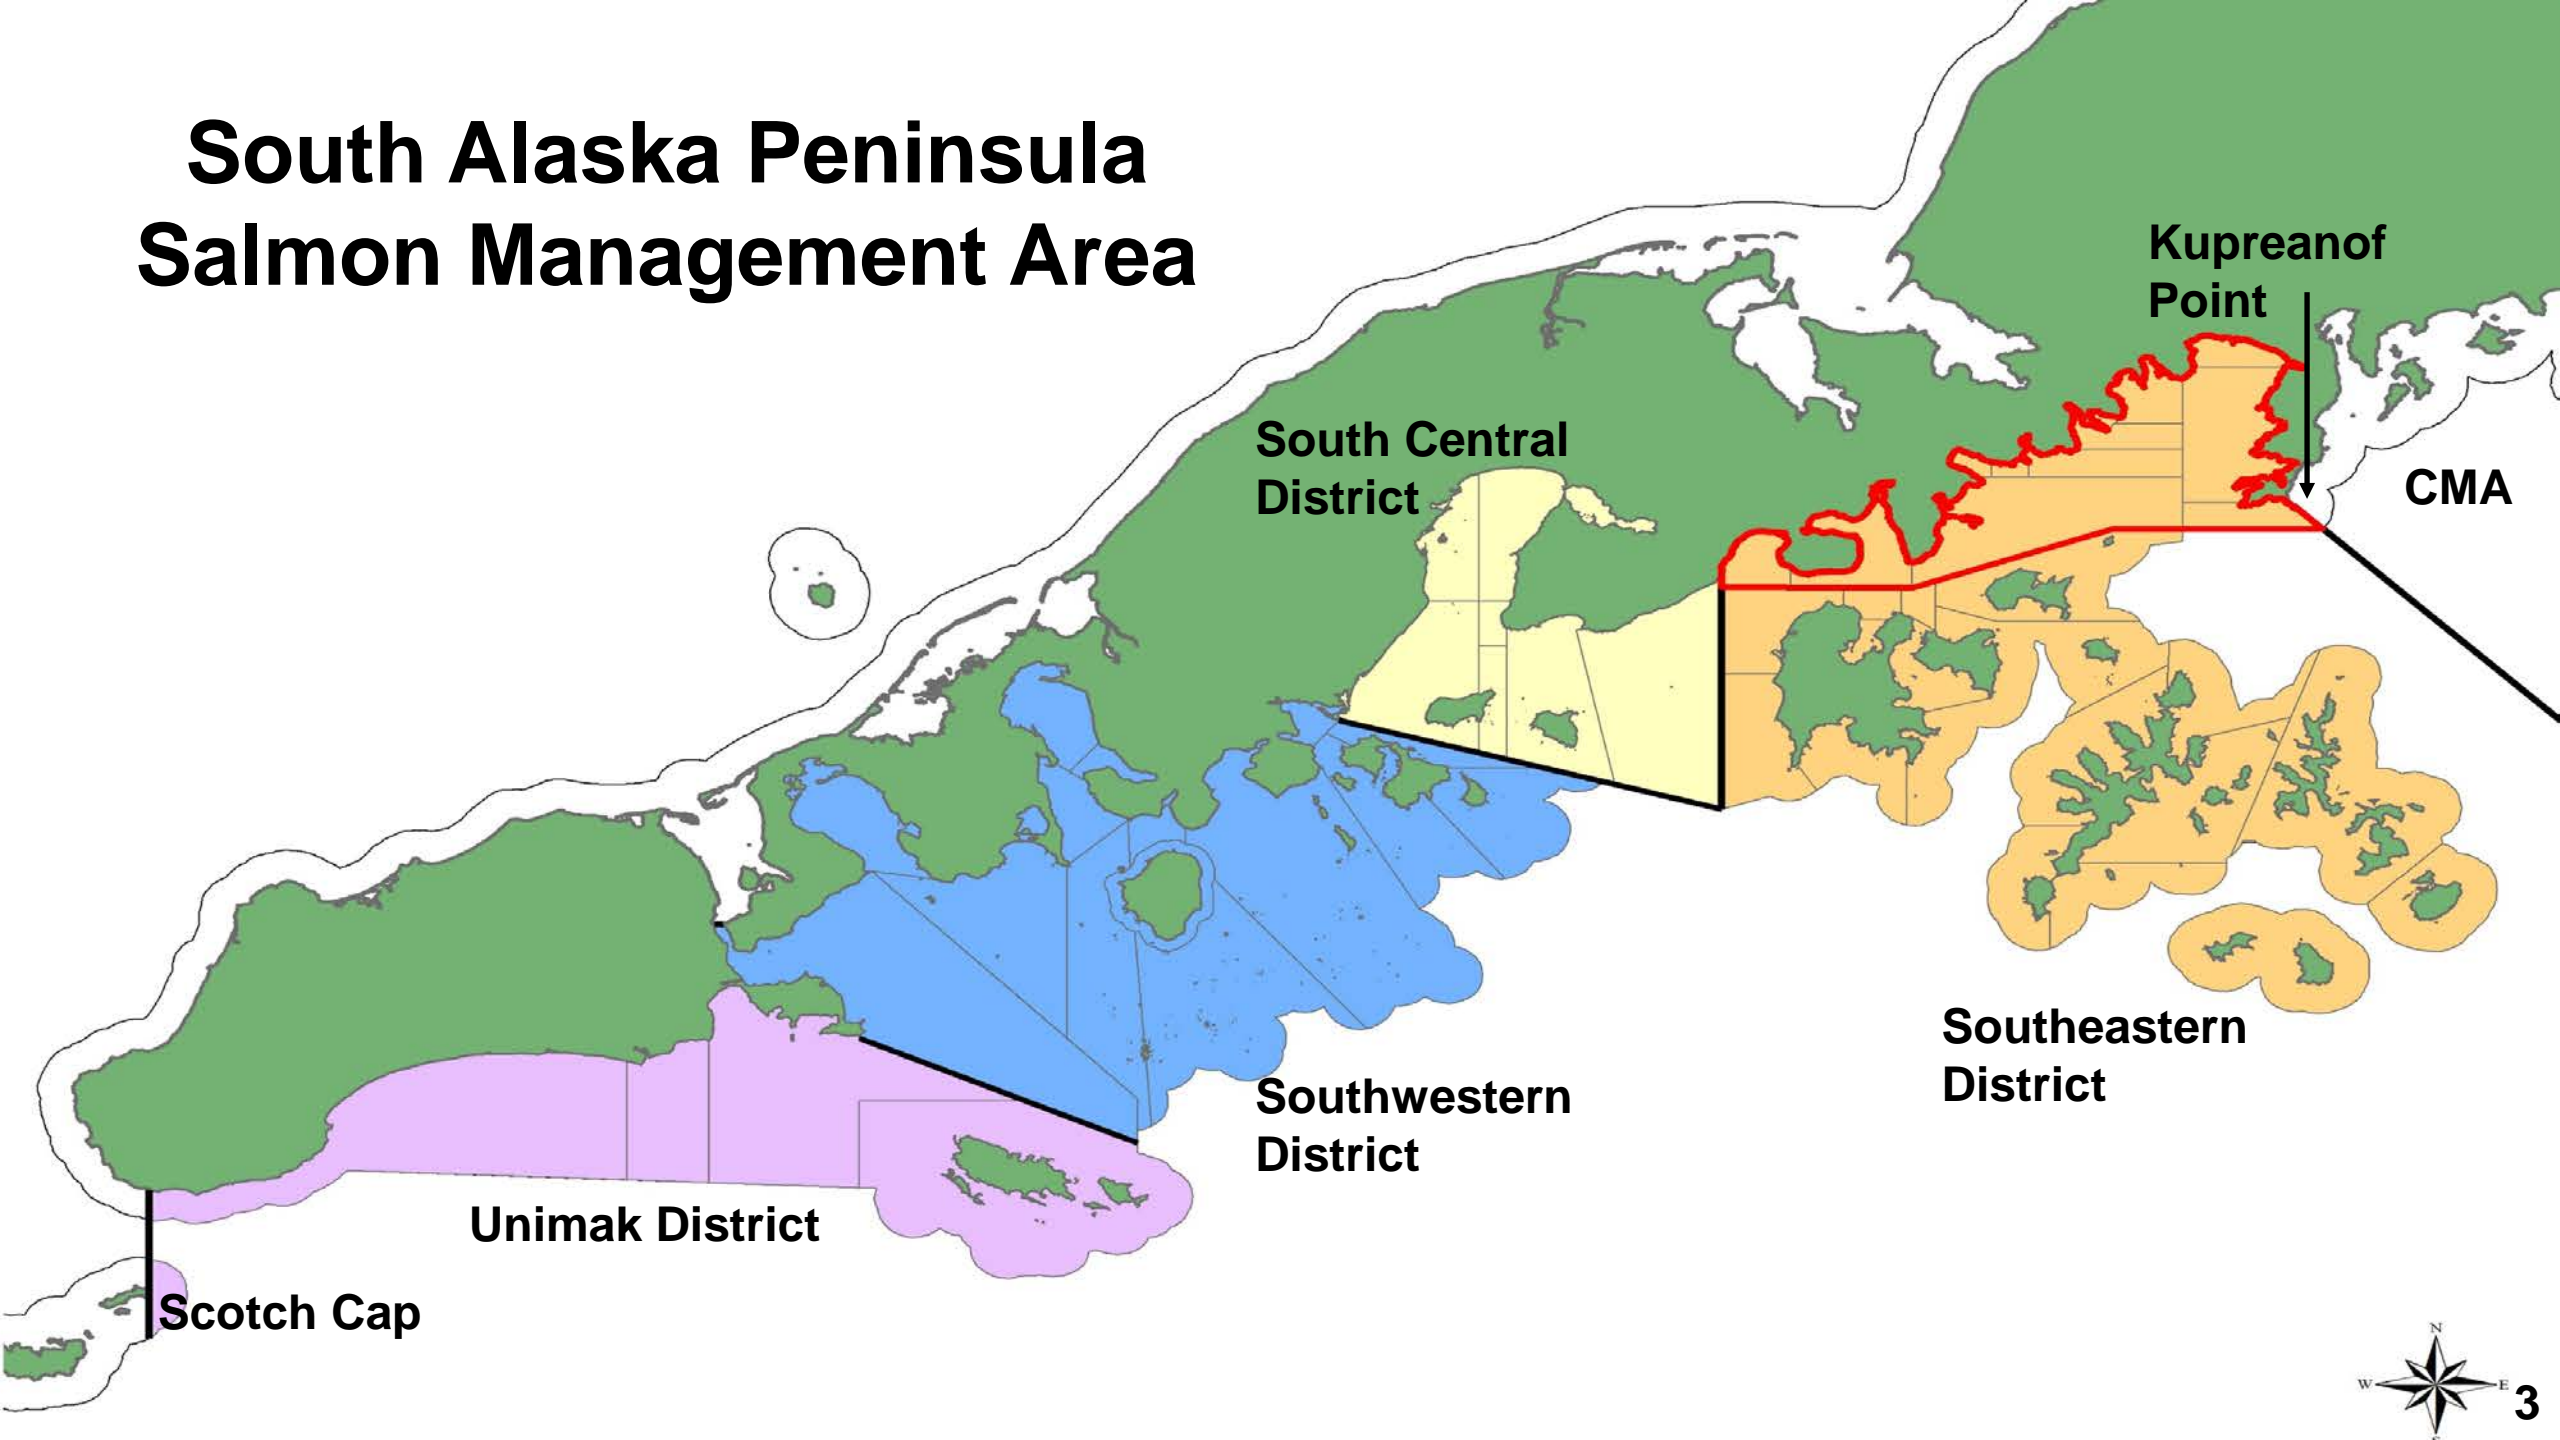 South Alaska Peninsula
Salmon Management Area
Kupreanof
Point
South Central
District
CMA
Southeastern
District
Southwestern
District
Unimak District
Scotch Cap
N
W
E
S
3